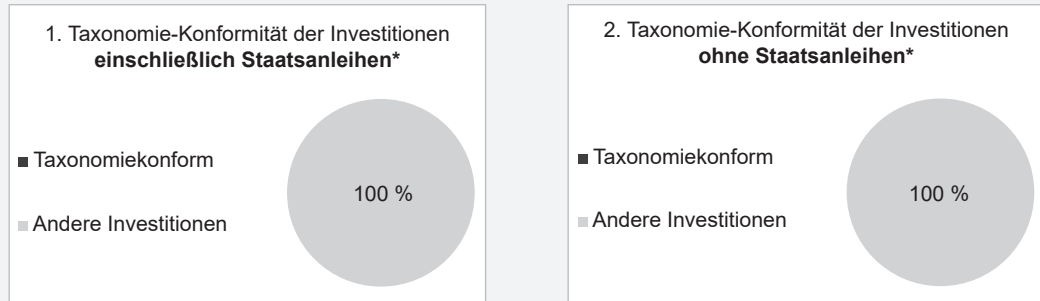 1. Taxonomie-Konformität der Investitionen
einschließlich Staatsanleihen*
Taxonomiekonform
Andere Investitionen
100 %
2. Taxonomie-Konformität der Investitionen
ohne Staatsanleihen*
Taxonomiekonform
Andere Investitionen
100 %